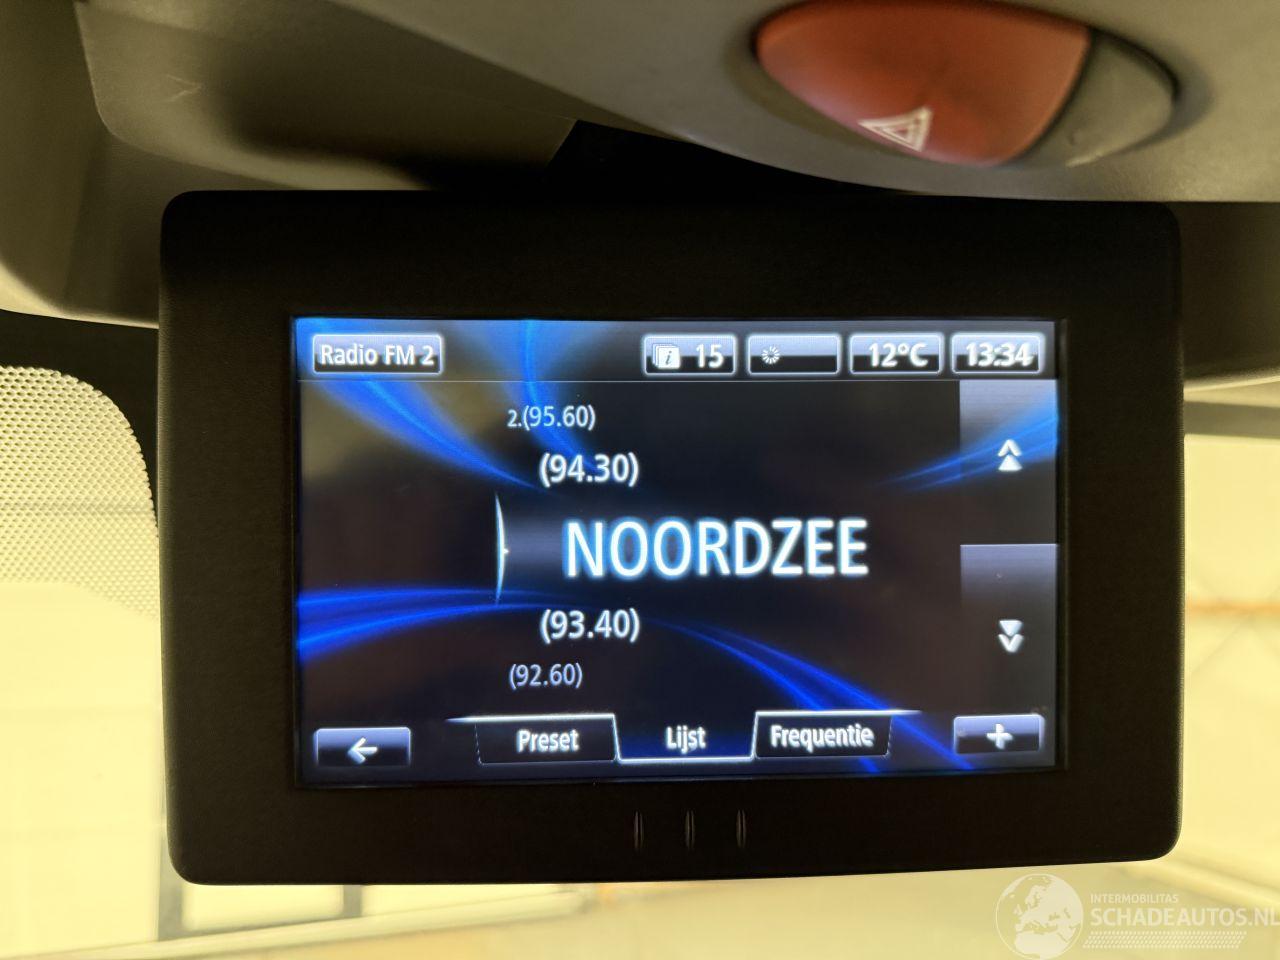 Radio FM 2 15 12°C 13:34
2.(95.60)
(94.30)
NOORDZEE
(93.40)
(92.60)
Preset Lijst Frequentie
INTERMOBILITAS
SCHADEAUTOS.NL